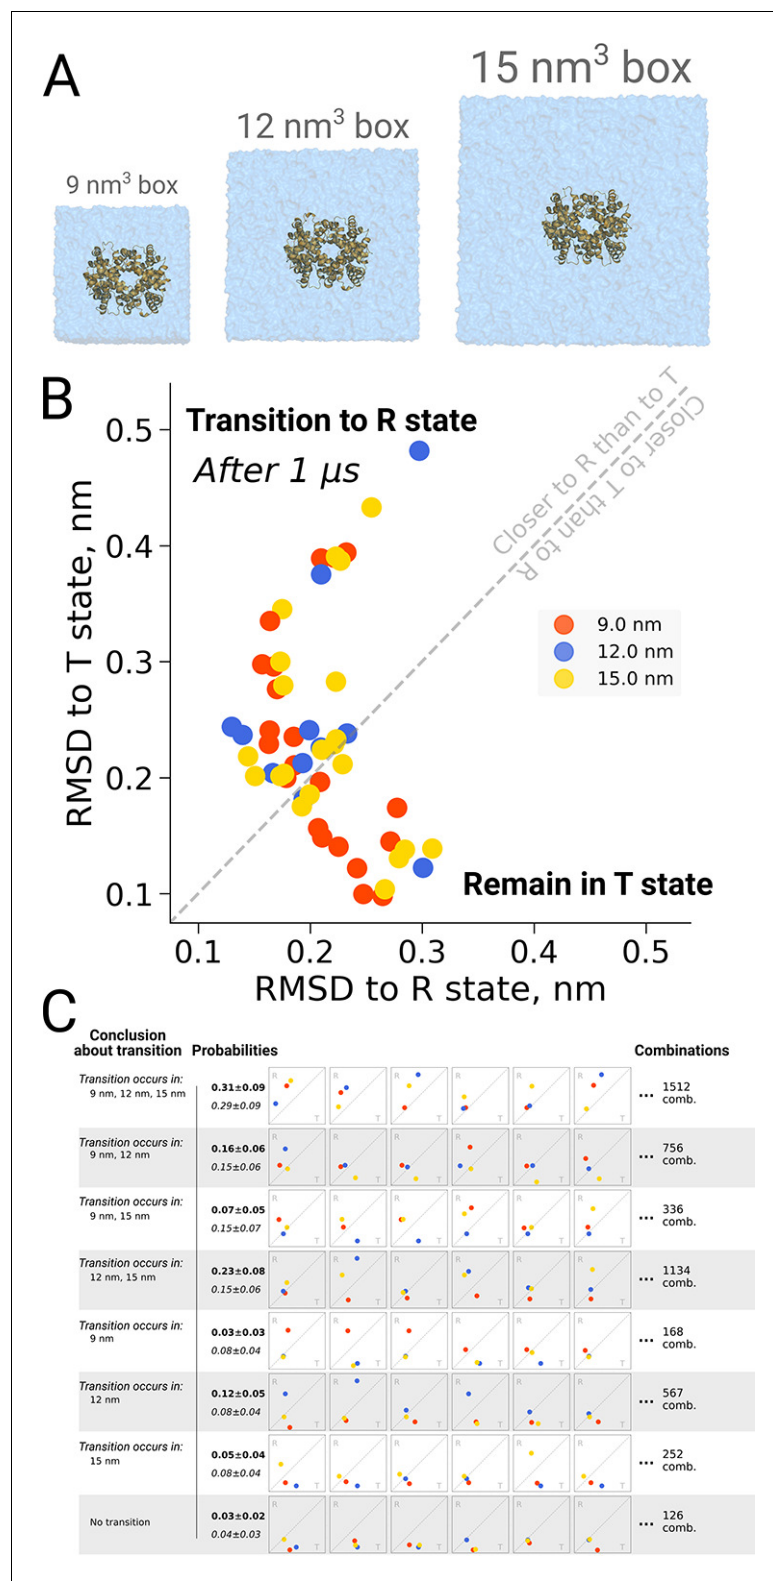 A
9 nm³ box
12 nm³ box
15 nm³ box
B
Transition to R state
After 1 μs
Closer to R than to T
Closer to T than to R
RMSD to T state, nm
0.5
0.4
0.3
0.2
0.1
9.0 nm
12.0 nm
15.0 nm
Remain in T state
0.1 0.2 0.3 0.4 0.5
RMSD to R state, nm
C
Conclusion
about transition Probabilities Combinations
Transition occurs in:
9 nm, 12 nm, 15 nm
0.31±0.09
0.29±0.09
R R R R R R
T T T T T T
... 1512
comb.
Transition occurs in:
9 nm, 12 nm
0.16±0.06
0.15±0.06
R R R R R R
T T T T T T
... 756
comb.
Transition occurs in:
9 nm, 15 nm
0.07±0.05
0.15±0.07
R R R R R R
T T T T T T
... 336
comb.
Transition occurs in:
12 nm, 15 nm
0.23±0.08
0.15±0.06
R R R R R R
T T T T T T
... 1134
comb.
Transition occurs in:
9 nm
0.03±0.03
0.08±0.04
R R R R R R
T T T T T T
... 168
comb.
Transition occurs in:
12 nm
0.12±0.05
0.08±0.04
R R R R R R
T T T T T T
... 567
comb.
Transition occurs in:
15 nm
0.05±0.04
0.08±0.04
R R R R R R
T T T T T T
... 252
comb.
No transition
0.03±0.02
0.04±0.03
R R R R R R
T T T T T T
... 126
comb.